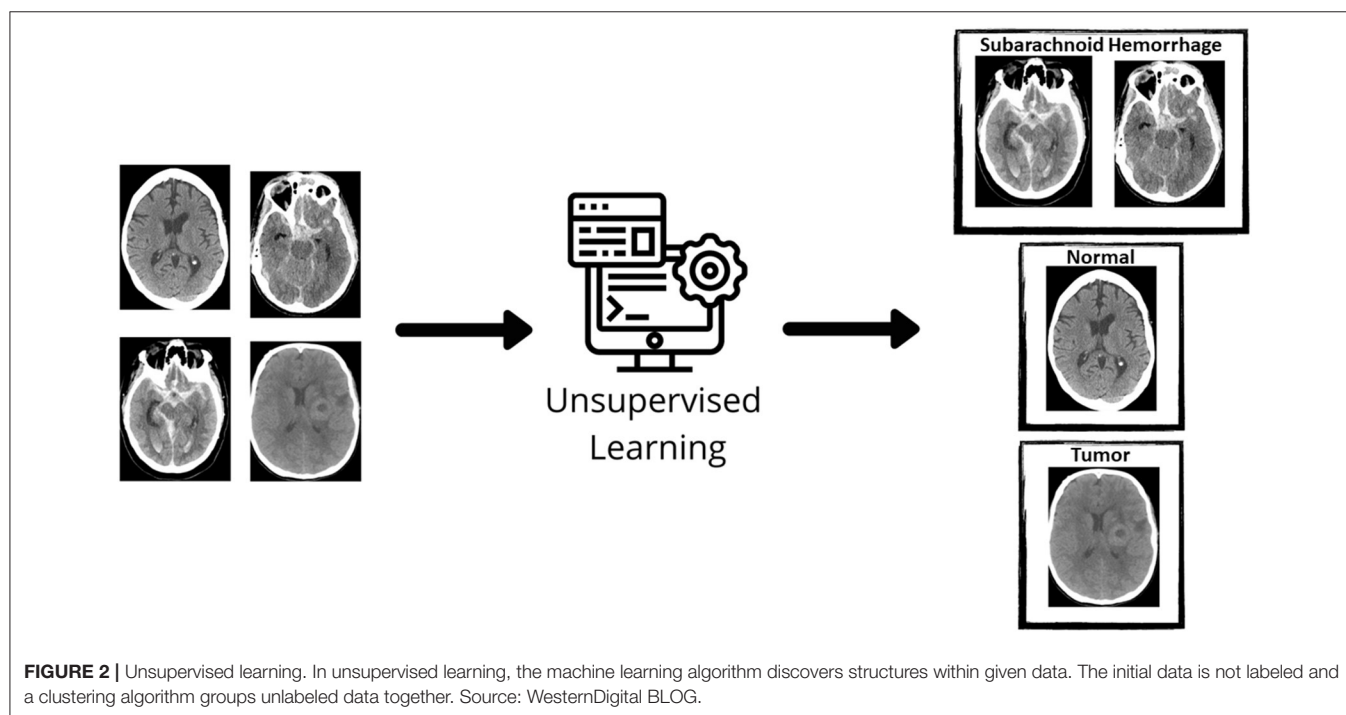 Subarachnoid Hemorrhage
Normal
Unsupervised
Learning
Tumor
FIGURE 2 | Unsupervised learning. In unsupervised learning, the machine learning algorithm discovers structures within given data. The initial data is not labeled and
a clustering algorithm groups unlabeled data together. Source: WesternDigital BLOG.